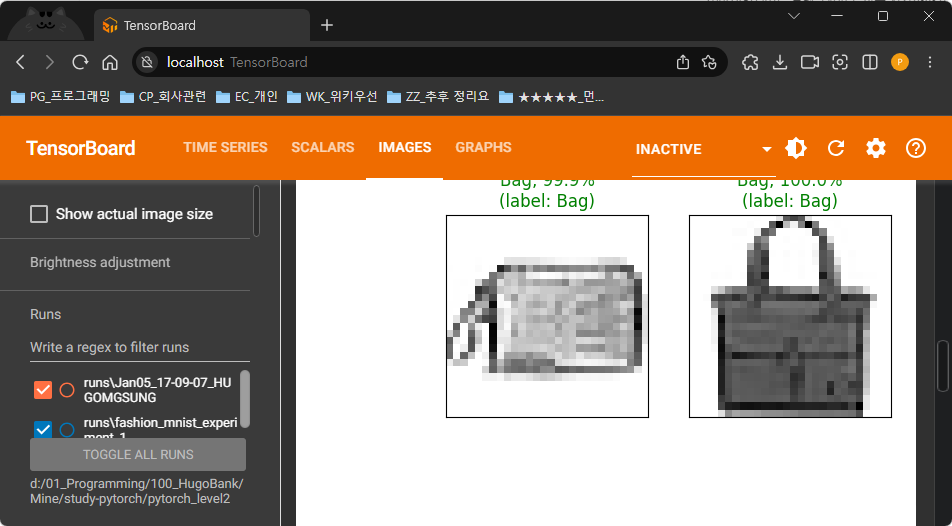 TensorBoard
localhost TensorBoard
P
PG_프로그래밍 CP_회사관련 EC_개인 WK_위키우선 ZZ_추후 정리요 ★★★★★_먼...
TensorBoard TIME SERIES SCALARS IMAGES GRAPHS INACTIVE
Show actual image size
Brightness adjustment
Runs
Write a regex to filter runs
runs\Jan05_17-09-07_HU
GOMGSUNG
runs\fashion_mnist_experi
ment_1
TOGGLE ALL RUNS
d:/01_Programming/100_HugoBank/
Mine/study-pytorch/pytorch_level2
Bag, 99.9%
(label: Bag)
Bag, 100.0%
(label: Bag)